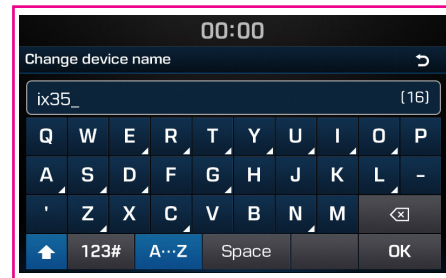 00:00
Change device name
ix35_ [16]
Q W E R T Y U I O P
A S D F G H J K L -
' Z X C V B N M
123# A···Z Space OK